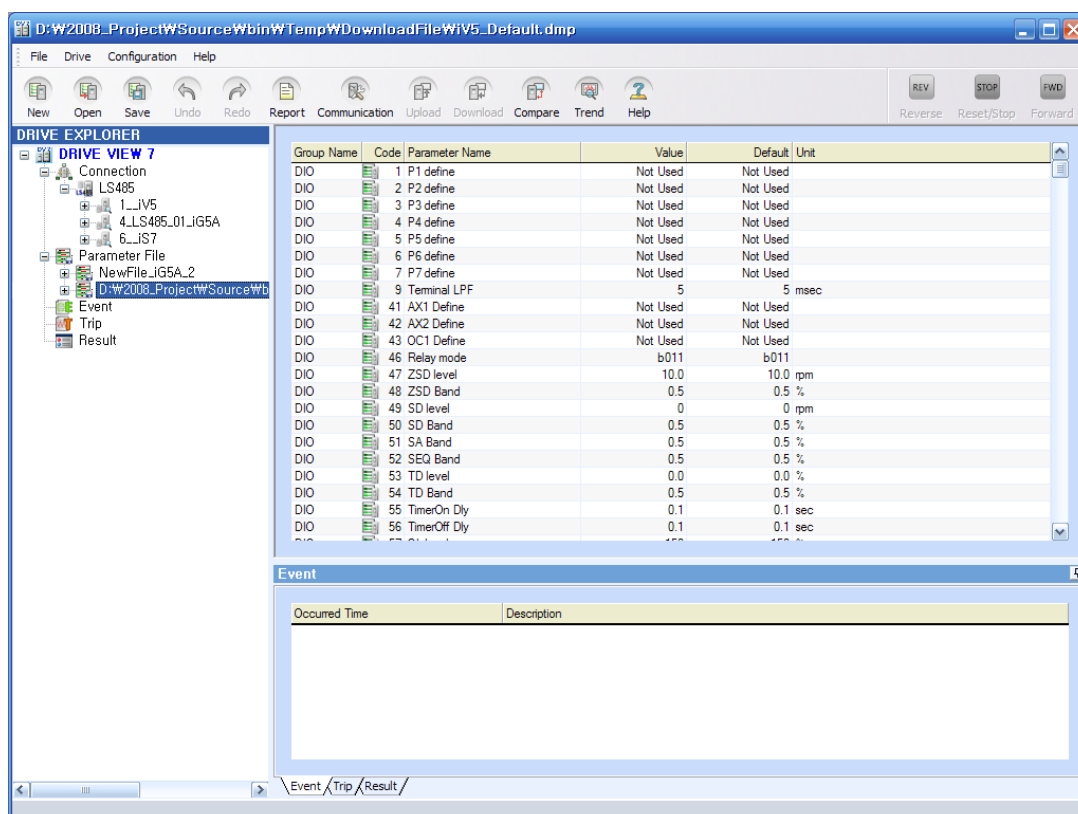 D:₩2008_Project₩Source₩bin₩Temp₩DownloadFile₩iV5_Default.dmp
File Drive Configuration Help
New Open Save Undo Redo Report Communication Upload Download Compare Trend Help REV Reverse STOP Reset/Stop FWD Forward
DRIVE EXPLORER
DRIVE VIEW 7
Connection
LS485
1__iV5
4_LS485_01_iG5A
6__iS7
Parameter File
NewFile_iG5A_2
D:₩2008_Project₩Source₩b
Event
Trip
Result
Group Name Code Parameter Name Value Default Unit
DIO 1 P1 define Not Used Not Used
DIO 2 P2 define Not Used Not Used
DIO 3 P3 define Not Used Not Used
DIO 4 P4 define Not Used Not Used
DIO 5 P5 define Not Used Not Used
DIO 6 P6 define Not Used Not Used
DIO 7 P7 define Not Used Not Used
DIO 9 Terminal LPF 5 5 msec
DIO 41 AX1 Define Not Used Not Used
DIO 42 AX2 Define Not Used Not Used
DIO 43 OC1 Define Not Used Not Used
DIO 46 Relay mode b011 b011
DIO 47 ZSD level 10.0 10.0 rpm
DIO 48 ZSD Band 0.5 0.5 %
DIO 49 SD level 0 0 rpm
DIO 50 SD Band 0.5 0.5 %
DIO 51 SA Band 0.5 0.5 %
DIO 52 SEQ Band 0.5 0.5 %
DIO 53 TD level 0.0 0.0 %
DIO 54 TD Band 0.5 0.5 %
DIO 55 TimerOn Dly 0.1 0.1 sec
DIO 56 TimerOff Dly 0.1 0.1 sec
Event
Occurred Time Description
Event Trip Result